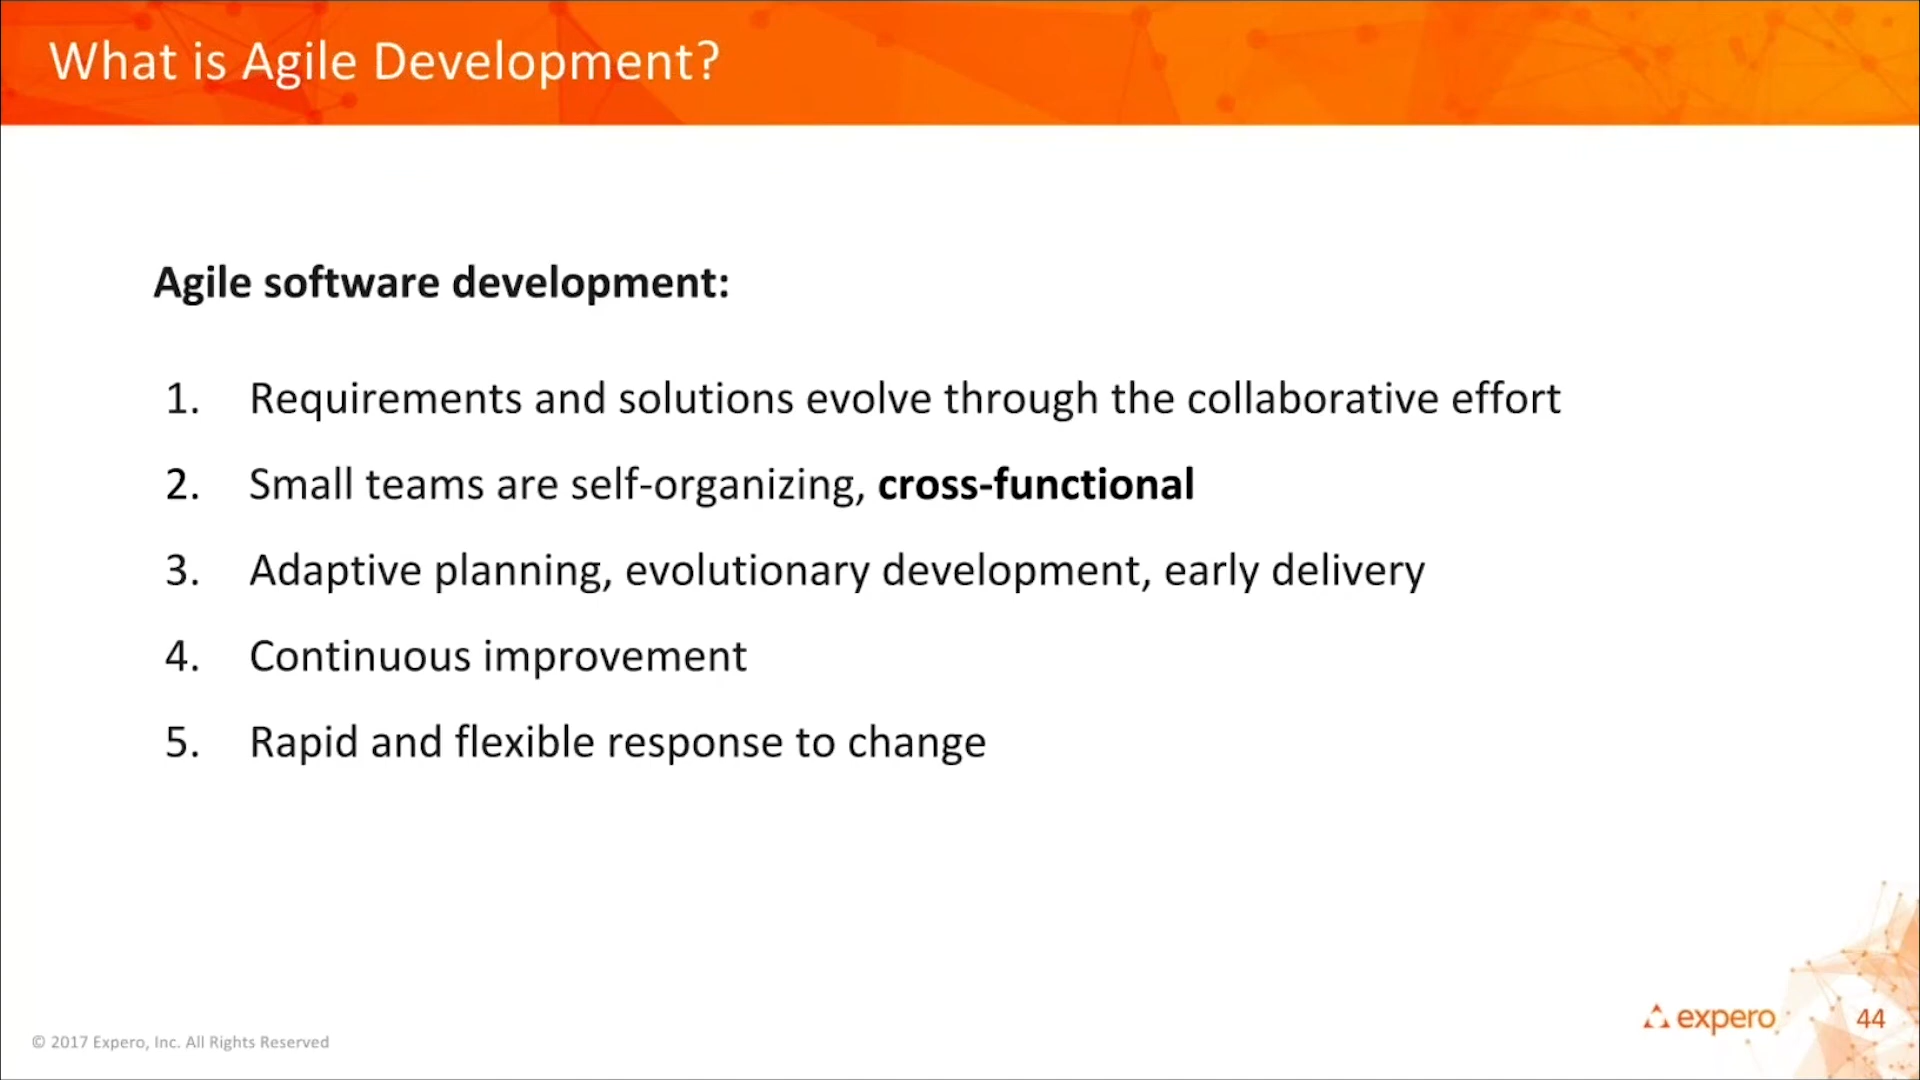 What is Agile Development?
Agile software development:
1. Requirements and solutions evolve through the collaborative effort
2. Small teams are self-organizing, cross-functional
3. Adaptive planning, evolutionary development, early delivery
4. Continuous improvement
5. Rapid and flexible response to change
© 2017 Expero, Inc. All Rights Reserved
expero
44